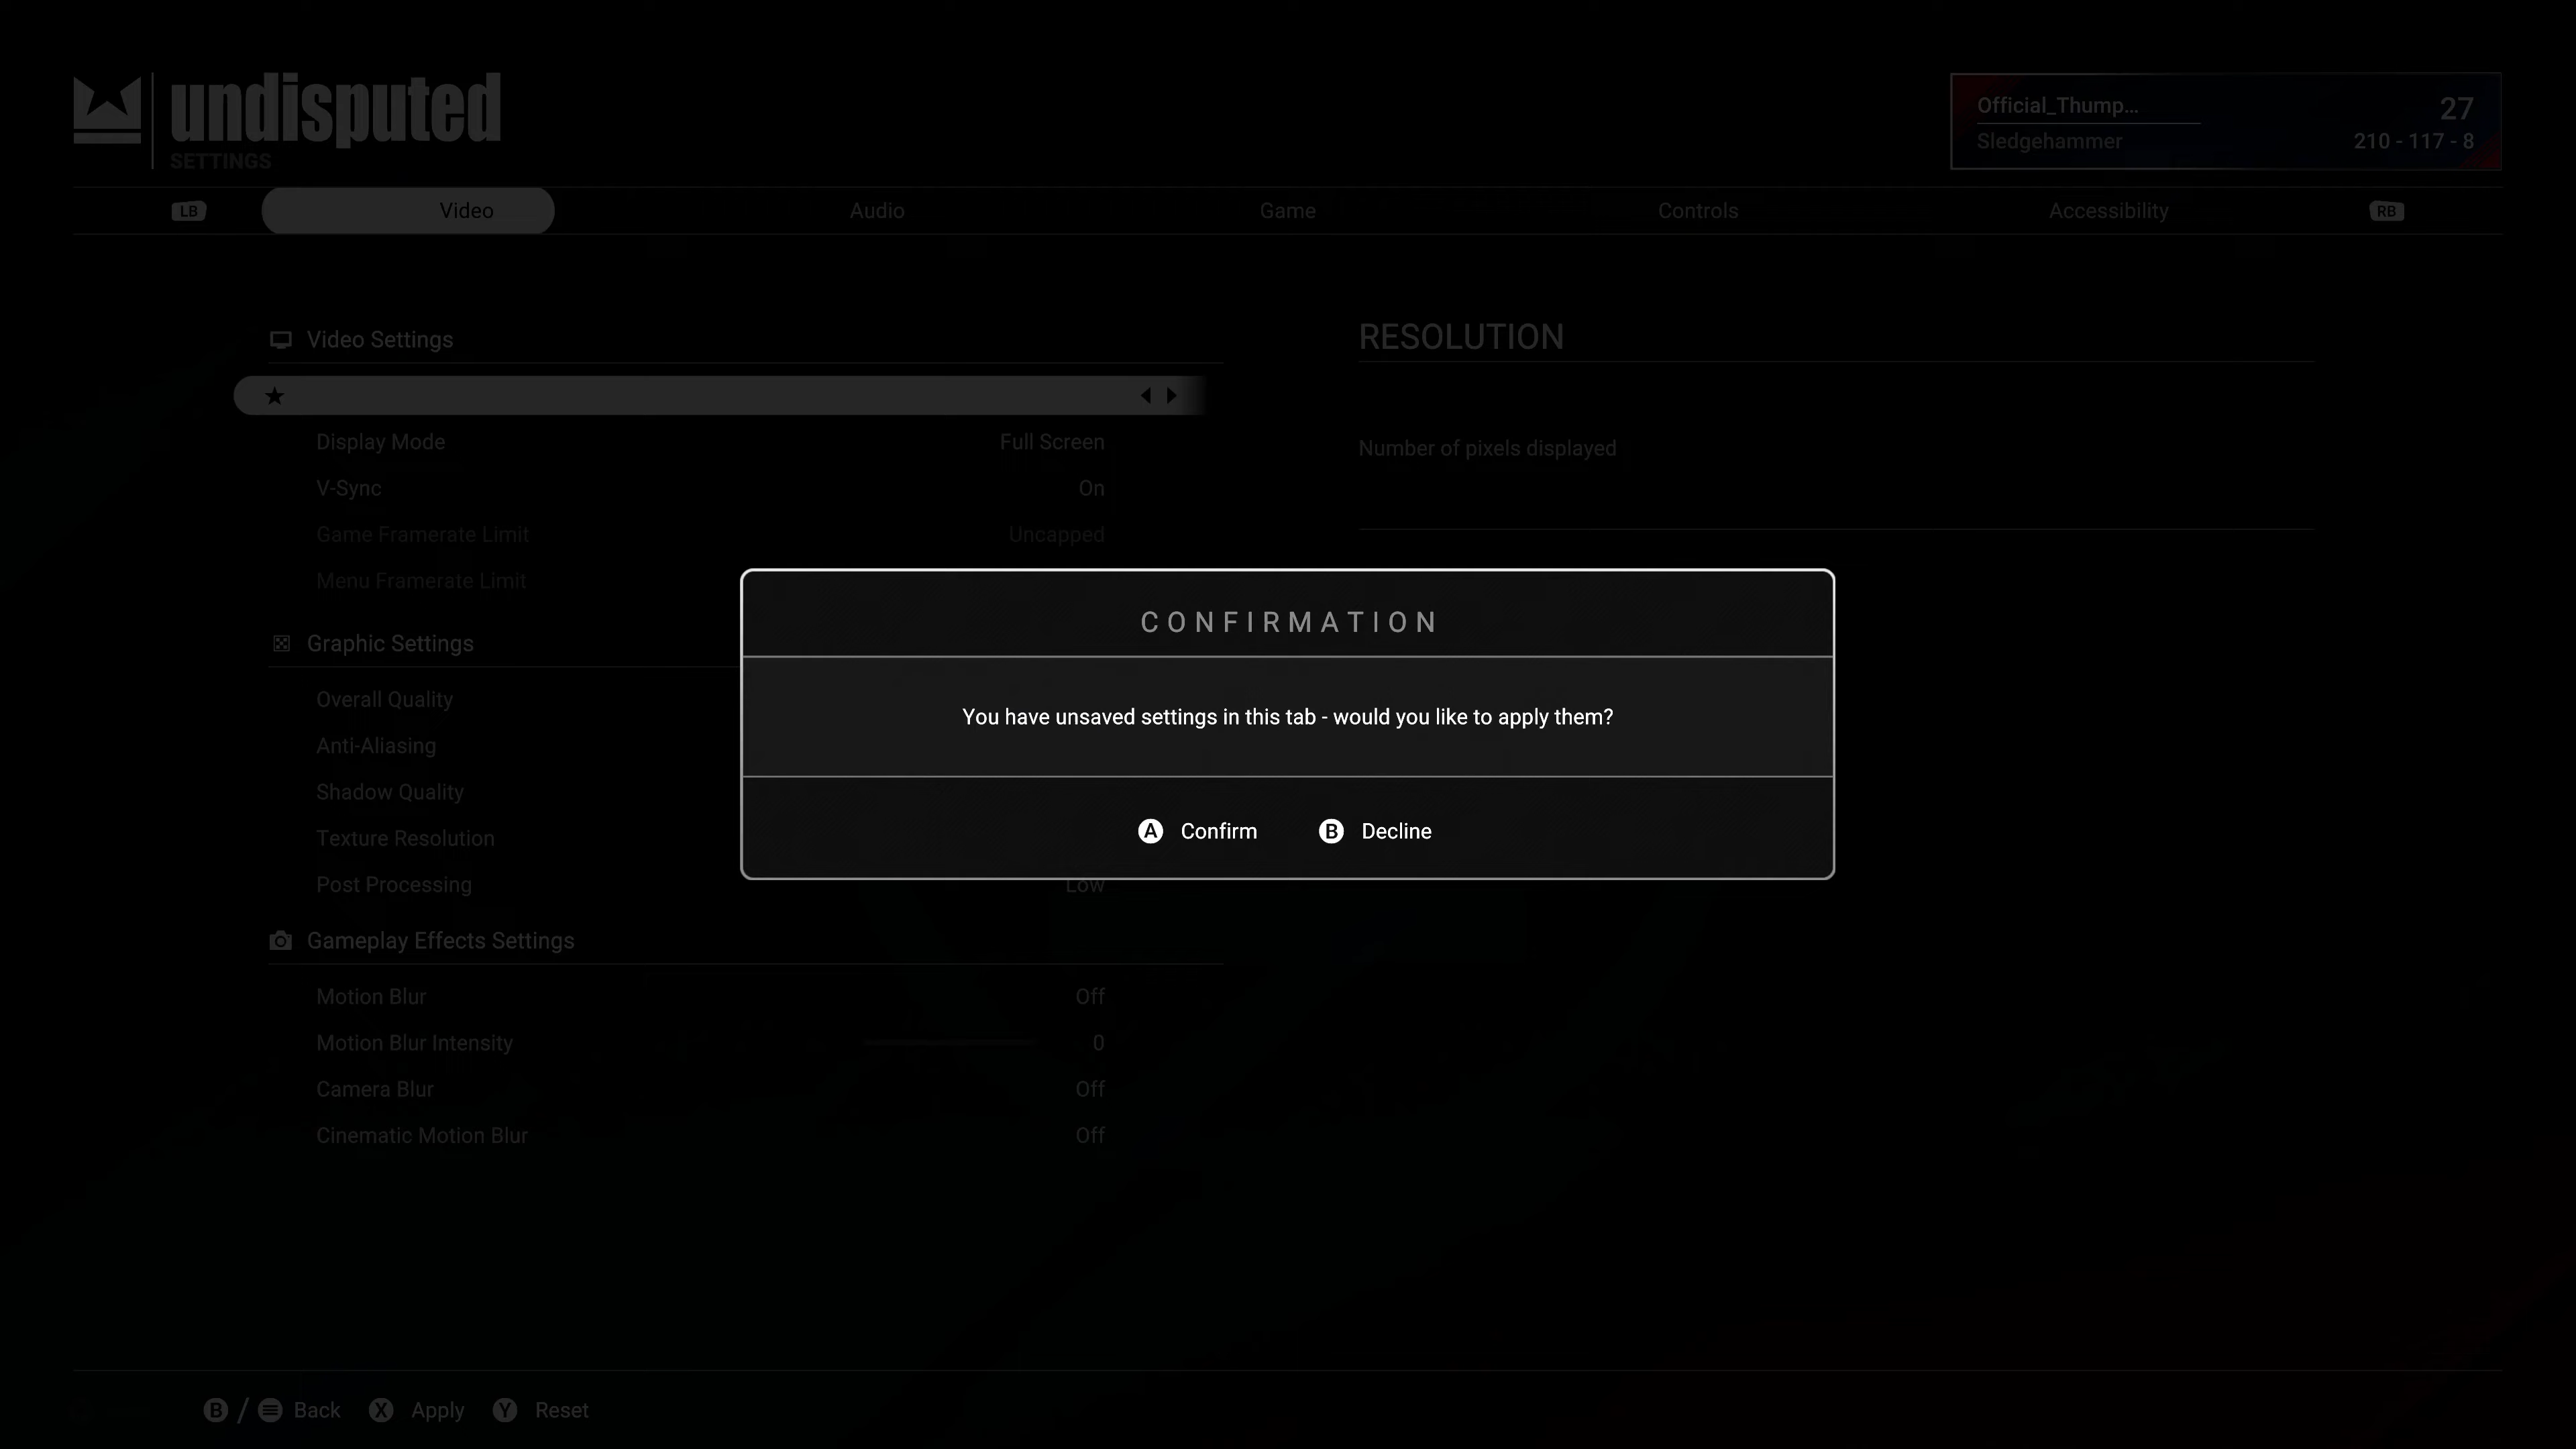 undisputed
SETTINGS
Official_Thump...
27
Sledgehammer
210 - 117 - 8
LB
Video
Audio
Game
Controls
Accessibility
RB
Video Settings
RESOLUTION
Display Mode
Full Screen
Number of pixels displayed
V-Sync
On
Game Framerate Limit
Uncapped
Menu Framerate Limit
CONFIRMATION
You have unsaved settings in this tab - would you like to apply them?
A Confirm
B Decline
Graphic Settings
Overall Quality
Anti-Aliasing
Shadow Quality
Texture Resolution
Post Processing
Low
Gameplay Effects Settings
Motion Blur
Off
Motion Blur Intensity
0
Camera Blur
Off
Cinematic Motion Blur
Off
B / Back
X Apply
Y Reset